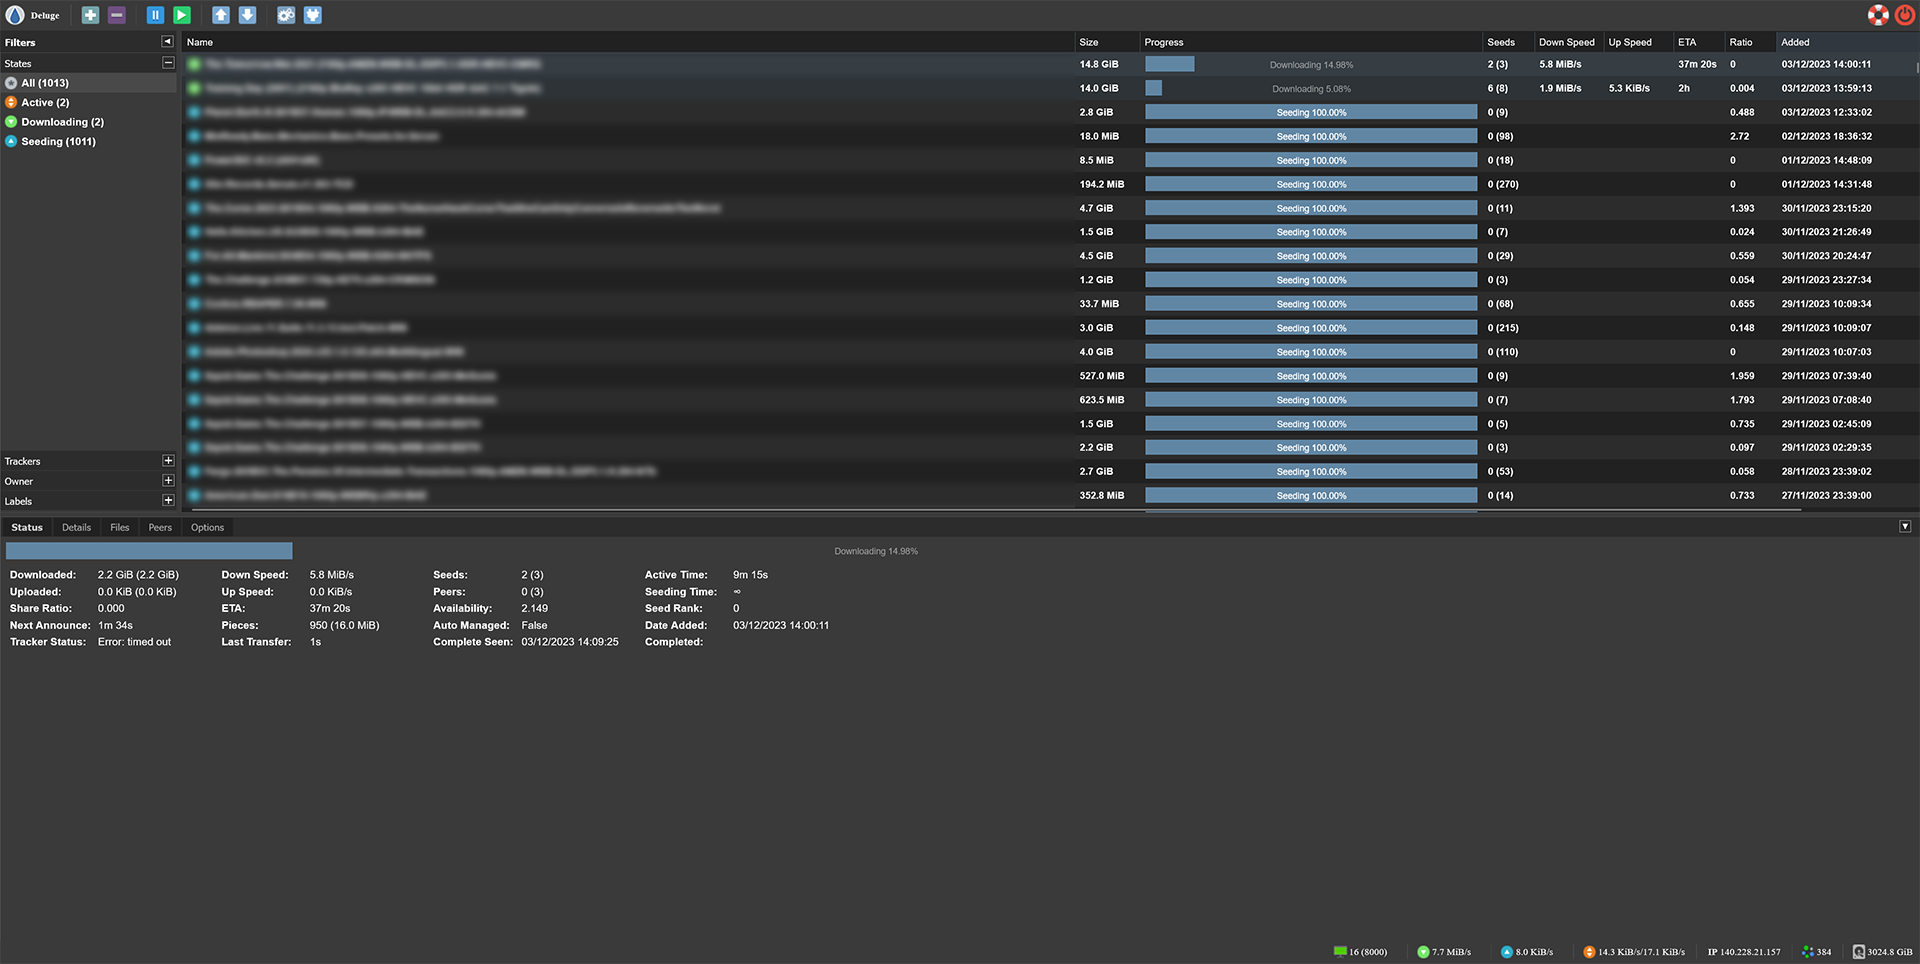 Deluge
Filters Name Size Progress Seeds Down Speed Up Speed ETA Ratio Added
States
All (1013)
Active (2)
Downloading (2)
Seeding (1011)
14.8 GiB Downloading 14.98% 2 (3) 5.8 MiB/s 37m 20s 0 03/12/2023 14:00:11
14.0 GiB Downloading 5.08% 6 (8) 1.9 MiB/s 5.3 KiB/s 2h 0.004 03/12/2023 13:59:13
2.8 GiB Seeding 100.00% 0 (9) 0.488 03/12/2023 12:33:02
18.0 MiB Seeding 100.00% 0 (98) 2.72 02/12/2023 18:36:32
8.5 MiB Seeding 100.00% 0 (18) 0 01/12/2023 14:48:09
194.2 MiB Seeding 100.00% 0 (270) 0 01/12/2023 14:31:48
4.7 GiB Seeding 100.00% 0 (11) 1.393 30/11/2023 23:15:20
1.5 GiB Seeding 100.00% 0 (7) 0.024 30/11/2023 21:26:49
4.5 GiB Seeding 100.00% 0 (29) 0.559 30/11/2023 20:24:47
1.2 GiB Seeding 100.00% 0 (3) 0.054 29/11/2023 23:27:34
33.7 MiB Seeding 100.00% 0 (68) 0.655 29/11/2023 10:09:34
3.0 GiB Seeding 100.00% 0 (215) 0.148 29/11/2023 10:09:07
4.0 GiB Seeding 100.00% 0 (110) 0 29/11/2023 10:07:03
527.0 MiB Seeding 100.00% 0 (9) 1.959 29/11/2023 07:39:40
623.5 MiB Seeding 100.00% 0 (7) 1.793 29/11/2023 07:08:40
1.5 GiB Seeding 100.00% 0 (5) 0.735 29/11/2023 02:45:09
2.2 GiB Seeding 100.00% 0 (3) 0.097 29/11/2023 02:29:35
2.7 GiB Seeding 100.00% 0 (53) 0.058 28/11/2023 23:39:02
352.8 MiB Seeding 100.00% 0 (14) 0.733 27/11/2023 23:39:00
Trackers
Owner
Labels
Status Details Files Peers Options
Downloading 14.98%
Downloaded: 2.2 GiB (2.2 GiB) Down Speed: 5.8 MiB/s Seeds: 2 (3) Active Time: 9m 15s
Uploaded: 0.0 KiB (0.0 KiB) Up Speed: 0.0 KiB/s Peers: 0 (3) Seeding Time: ∞
Share Ratio: 0.000 ETA: 37m 20s Availability: 2.149 Seed Rank: 0
Next Announce: 1m 34s Pieces: 950 (16.0 MiB) Auto Managed: False Date Added: 03/12/2023 14:00:11
Tracker Status: Error: timed out Last Transfer: 1s Complete Seen: 03/12/2023 14:09:25 Completed:
16 (8000) 7.7 MiB/s 8.0 KiB/s 14.3 KiB/s/17.1 KiB/s IP 140.228.21.157 384 3024.8 GiB